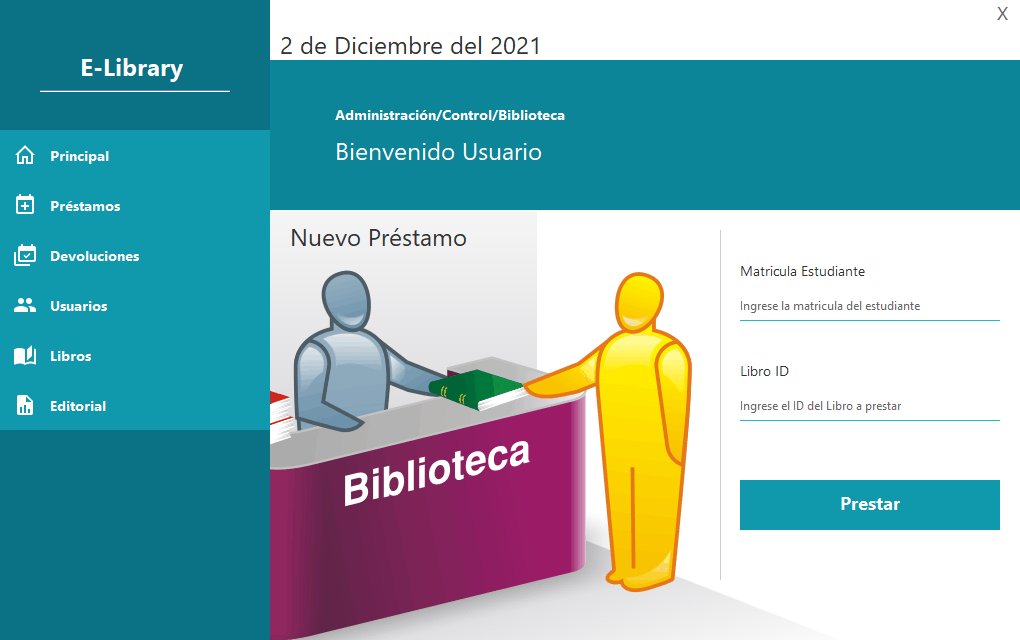 X
2 de Diciembre del 2021
E-Library
Administración/Control/Biblioteca
Bienvenido Usuario
Principal
Préstamos
Devoluciones
Usuarios
Libros
Editorial
Nuevo Préstamo
Biblioteca
Matricula Estudiante
Ingrese la matricula del estudiante
Libro ID
Ingrese el ID del Libro a prestar
Prestar